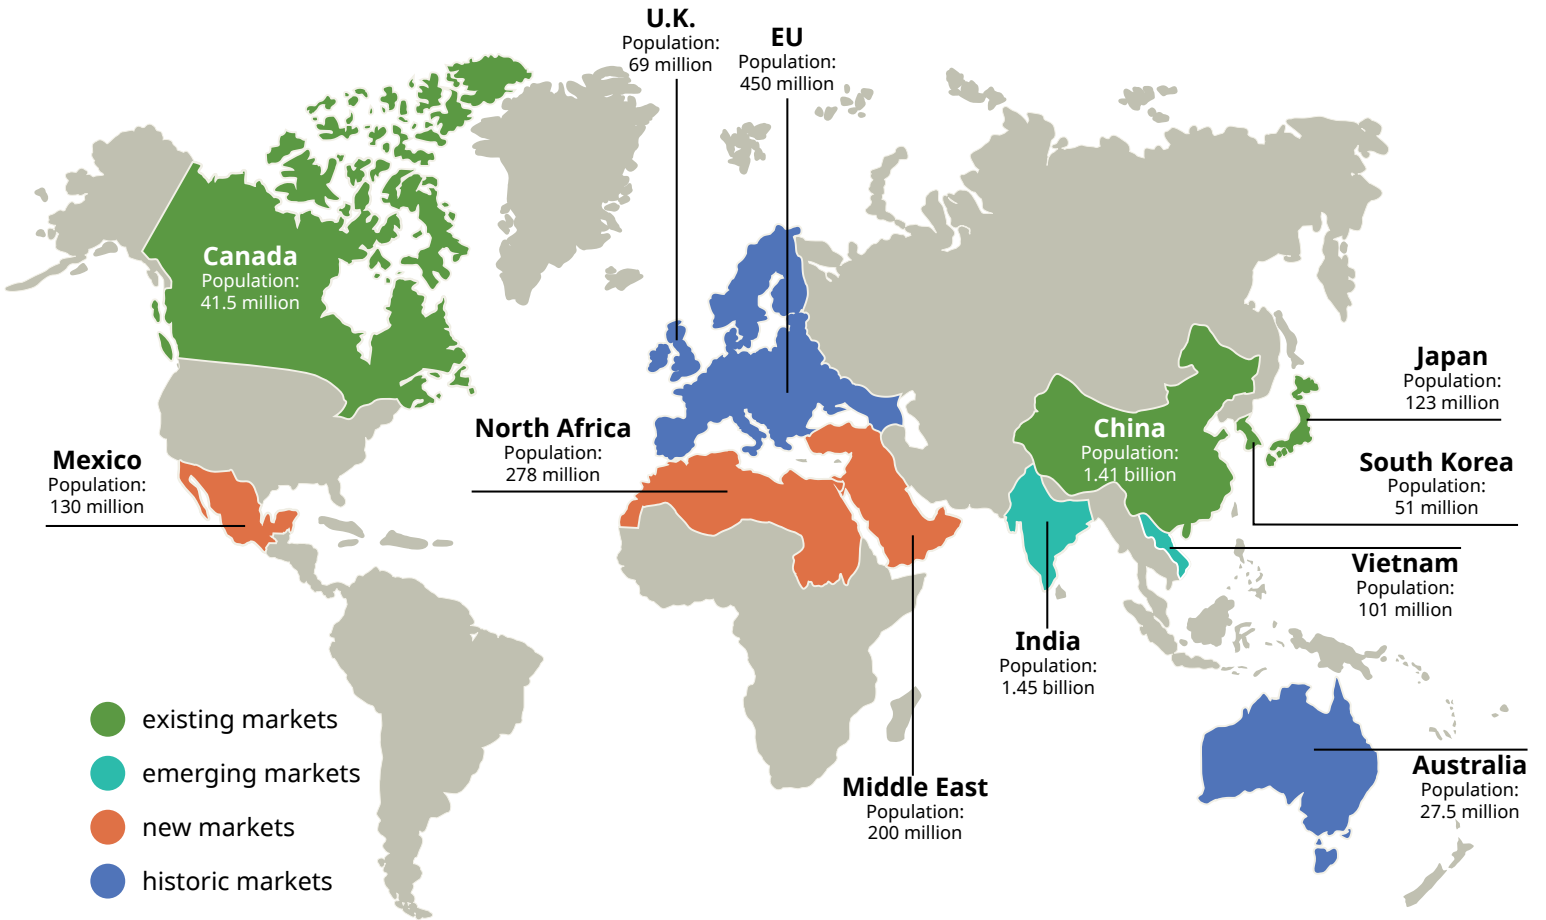 U.K.
Population:
69 million
EU
Population:
450 million
Canada
Population:
41.5 million
Japan
Population:
123 million
North Africa
Population:
278 million
China
Population:
1.41 billion
Mexico
Population:
130 million
South Korea
Population:
51 million
Vietnam
Population:
101 million
India
Population:
1.45 billion
existing markets
emerging markets
new markets
historic markets
Middle East
Population:
200 million
Australia
Population:
27.5 million